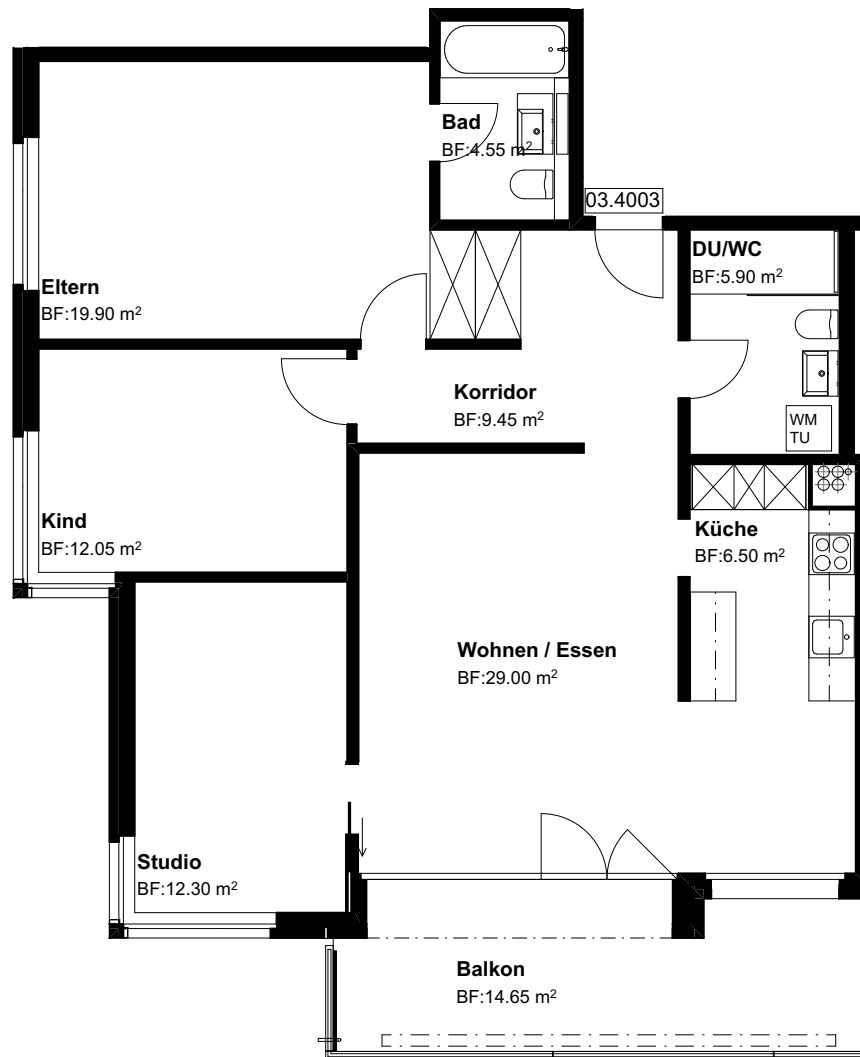 Bad
BF:4.55 m²
03.4003
DU/WC
BF:5.90 m²
Eltern
BF:19.90 m²
Korridor
BF:9.45 m²
WM
TU
Kind
BF:12.05 m²
Küche
BF:6.50 m²
Wohnen / Essen
BF:29.00 m²
Studio
BF:12.30 m²
Balkon
BF:14.65 m²